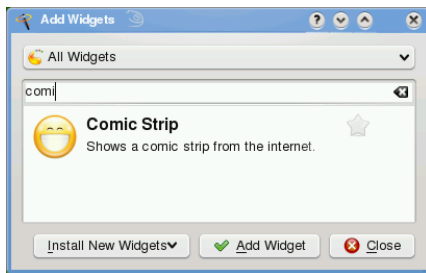 Add Widgets
All Widgets
comi
Comic Strip
Shows a comic strip from the internet.
Install New Widgets
Add Widget
Close